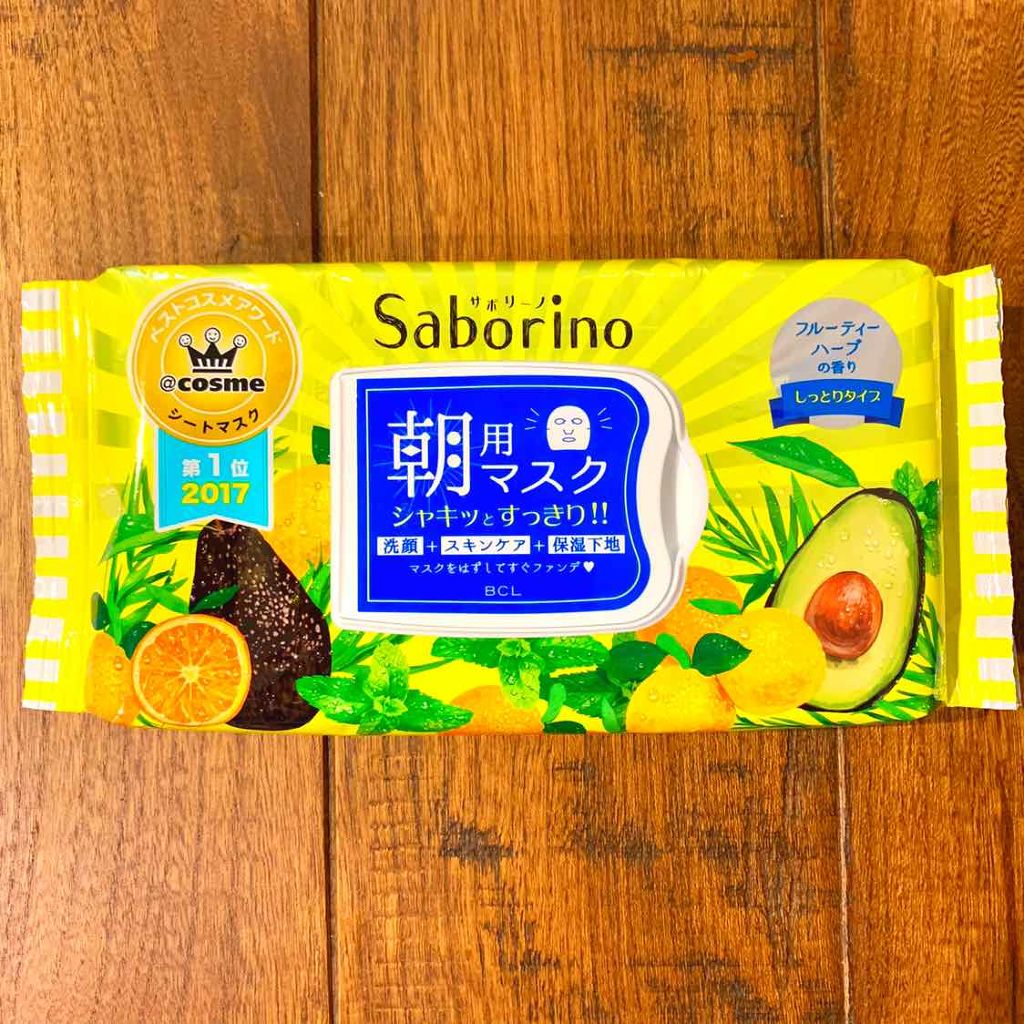 サボリーノ
Saborino
ベストコスメアワード
@cosme
シートマスク
第1位
2017
フルーティー
ハーブ
の香り
しっとりタイプ
朝用マスク
シャキッとすっきり!!
洗顔+スキンケア+保湿下地
マスクをはずしてすぐファンデ♥
BCL